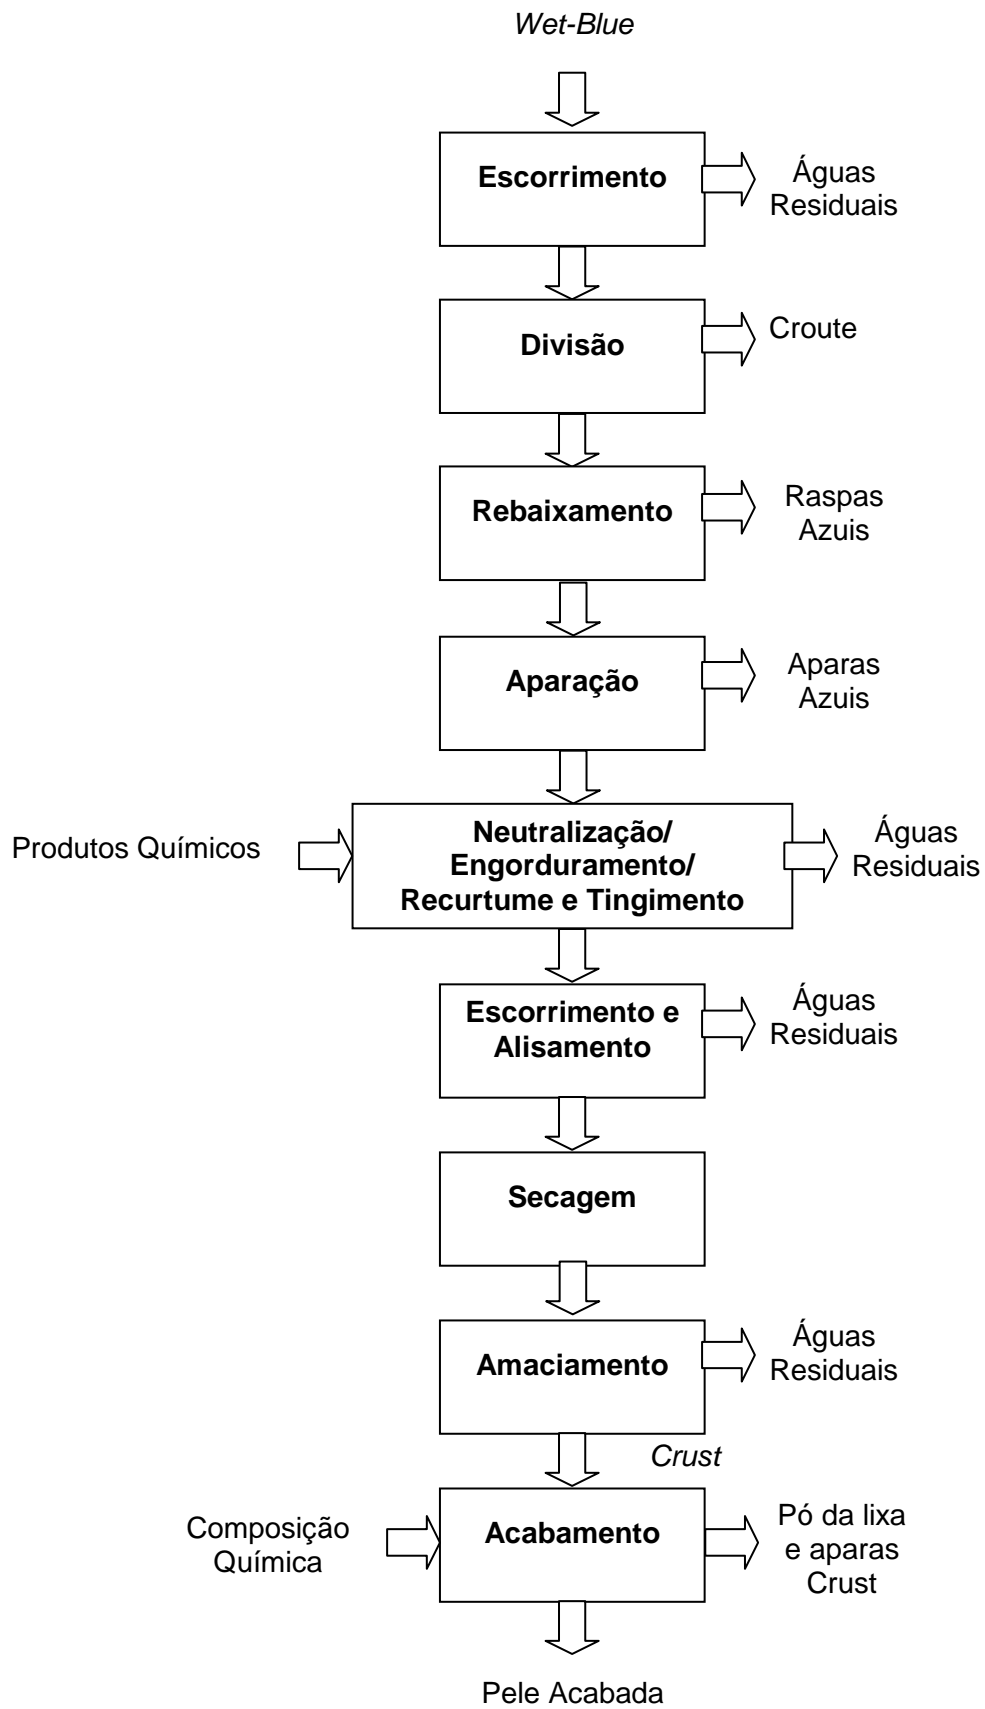 Wet-Blue
Escorrimento
Águas
Residuais
Divisão
Croute
Rebaixamento
Raspas
Azuis
Aparação
Aparas
Azuis
Produtos Químicos
Neutralização/
Engorduramento/
Recurtume e Tingimento
Águas
Residuais
Escorrimento e
Alisamento
Águas
Residuais
Secagem
Amaciamento
Águas
Residuais
Crust
Composição
Química
Acabamento
Pó da lixa
e aparas
Crust
Pele Acabada